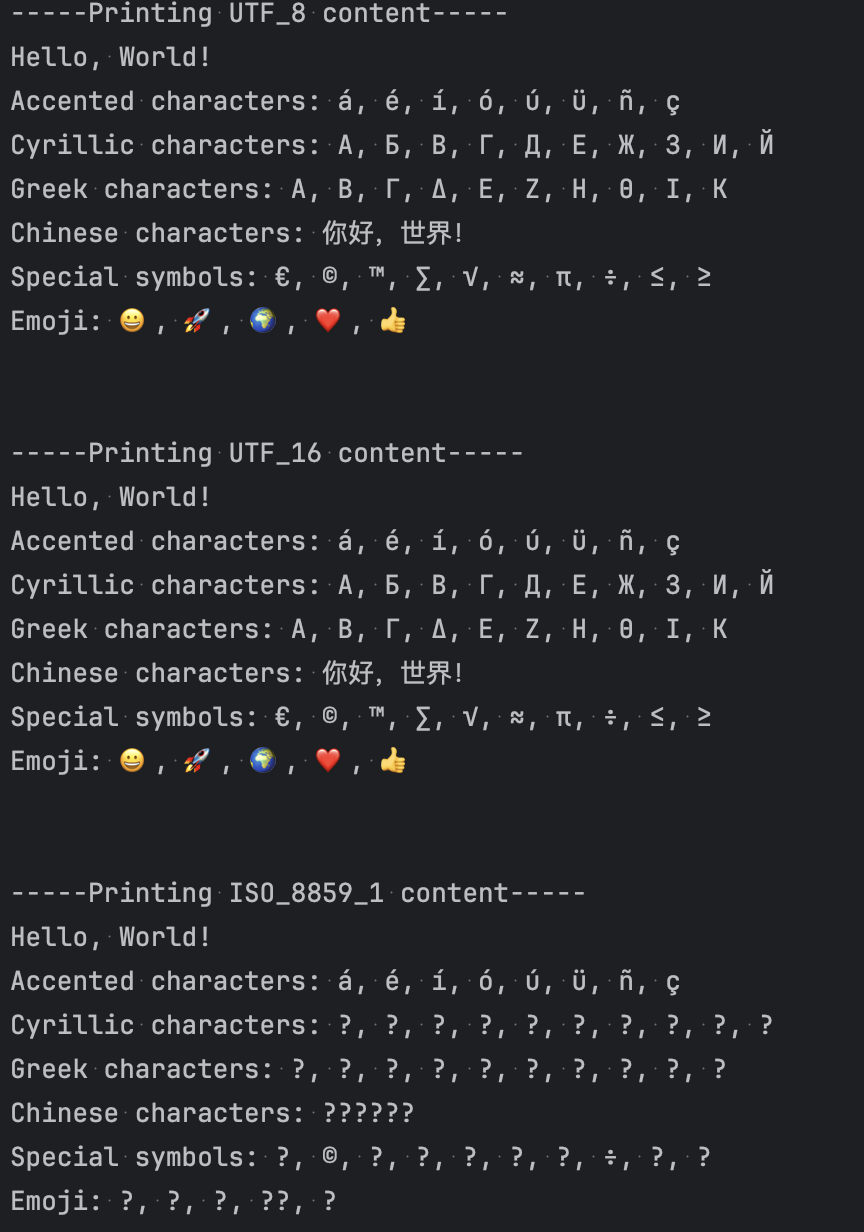 -----Printing UTF_8 content-----
Hello, World!
Accented characters: á, é, í, ó, ú, ü, ñ, ç
Cyrillic characters: А, Б, В, Г, Д, Е, Ж, З, И, Й
Greek characters: Α, Β, Γ, Δ, Ε, Ζ, Η, Θ, Ι, Κ
Chinese characters: 你好，世界！
Special symbols: €, ©, ™, ∑, √, ≈, π, ÷, ≤, ≥
Emoji: 😀, 🚀, 🌍, ❤️, 👍
-----Printing UTF_16 content-----
Hello, World!
Accented characters: á, é, í, ó, ú, ü, ñ, ç
Cyrillic characters: А, Б, В, Г, Д, Е, Ж, З, И, Й
Greek characters: Α, Β, Γ, Δ, Ε, Ζ, Η, Θ, Ι, Κ
Chinese characters: 你好，世界！
Special symbols: €, ©, ™, ∑, √, ≈, π, ÷, ≤, ≥
Emoji: 😀, 🚀, 🌍, ❤️, 👍
-----Printing ISO_8859_1 content-----
Hello, World!
Accented characters: á, é, í, ó, ú, ü, ñ, ç
Cyrillic characters: ?, ?, ?, ?, ?, ?, ?, ?, ?, ?
Greek characters: ?, ?, ?, ?, ?, ?, ?, ?, ?, ?
Chinese characters: ??????
Special symbols: ?, ©, ?, ?, ?, ?, ?, ÷, ?, ?
Emoji: ?, ?, ?, ??, ?